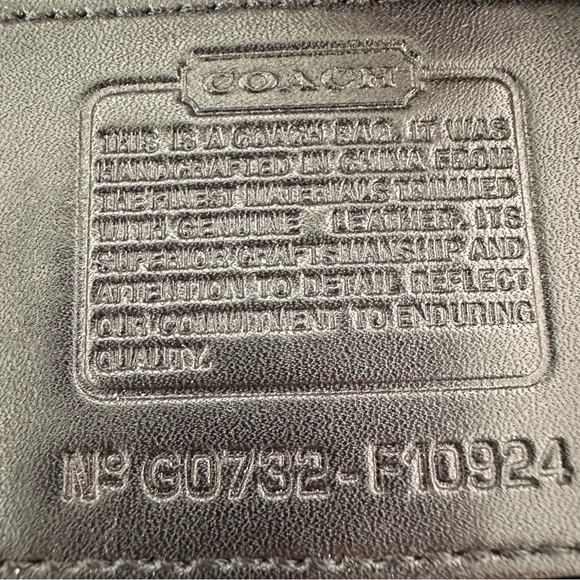 COACH
THIS IS A COACH BAG. IT WAS
HANDCRAFTED IN CHINA FROM
THE FINEST MATERIALS TRIMMED
WITH GENUINE LEATHER. ITS
SUPERIOR CRAFTSMANSHIP AND
ATTENTION TO DETAIL REFLECT
OUR COMMITMENT TO ENDURING
QUALITY.
Nº G0732-F10924